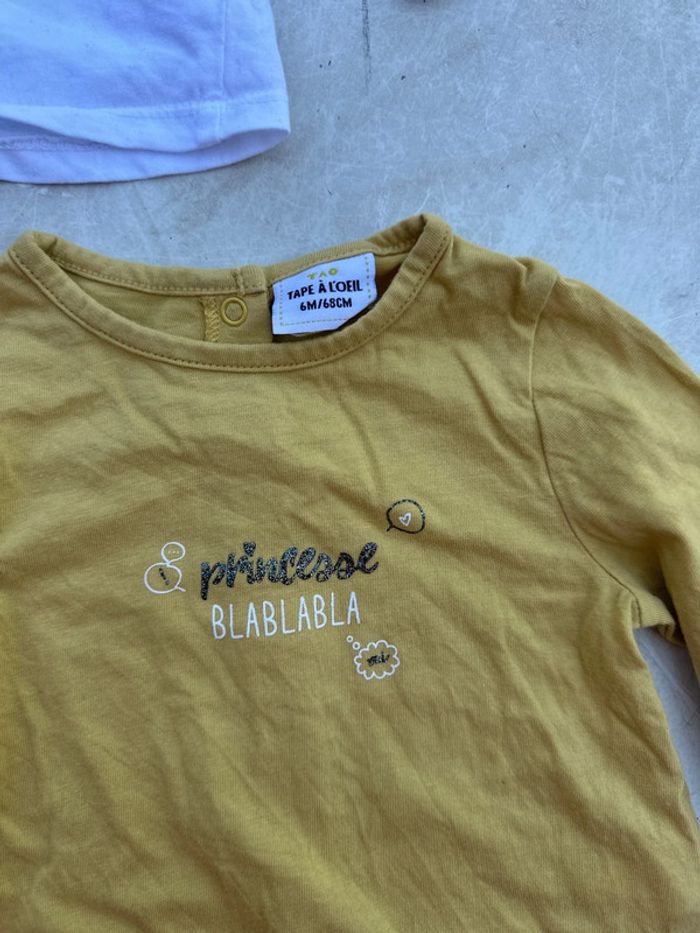 TAO
TAPE À L'OEIL
6M/68CM
princesse
BLABLABLA